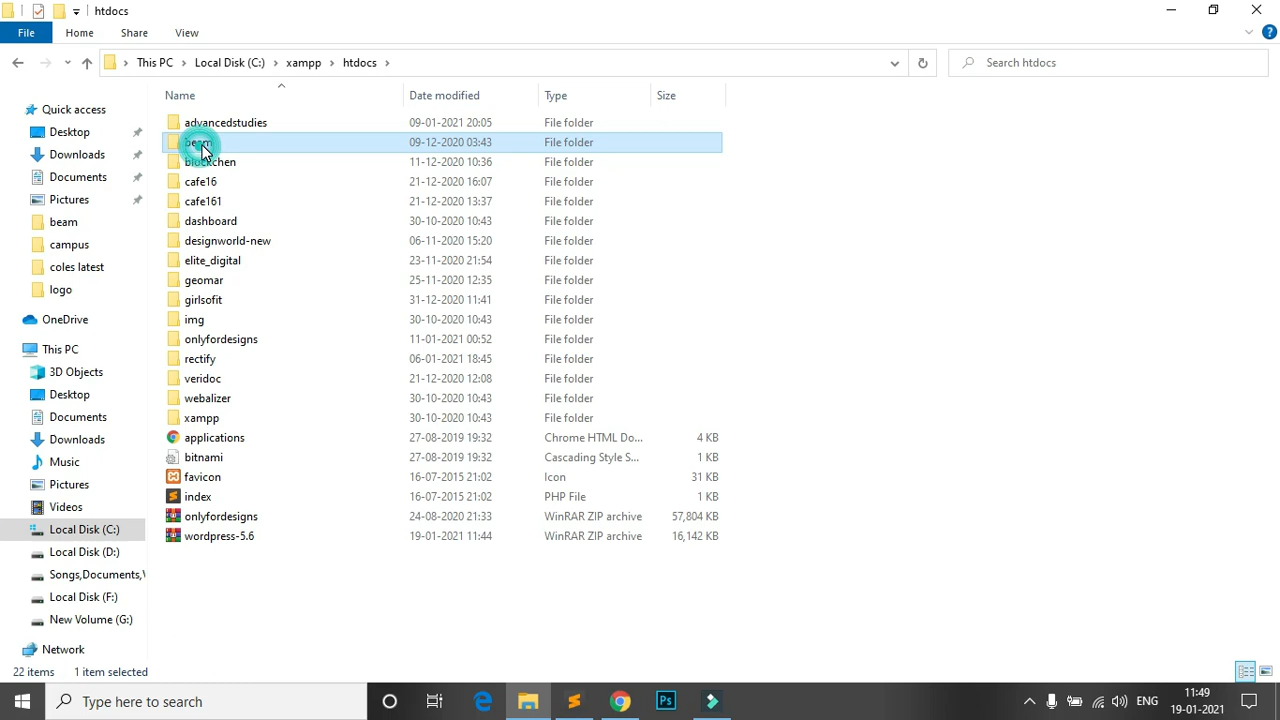 htdocs
File Home Share View
This PC Local Disk (C:) xampp htdocs Search htdocs
Name Date modified Type Size
Quick access
Desktop
Downloads
Documents
Pictures
beam
campus
coles latest
logo
OneDrive
This PC
3D Objects
Desktop
Documents
Downloads
Music
Pictures
Videos
Local Disk (C:)
Local Disk (D:)
Songs,Documents,
Local Disk (F:)
New Volume (G:)
Network
advancedstudies 09-01-2021 20:05 File folder
beam 09-12-2020 03:43 File folder
blockchen 11-12-2020 10:36 File folder
cafe16 21-12-2020 16:07 File folder
cafe161 21-12-2020 13:37 File folder
dashboard 30-10-2020 10:43 File folder
designworld-new 06-11-2020 15:20 File folder
elite_digital 23-11-2020 21:54 File folder
geomar 25-11-2020 12:35 File folder
girlsofit 31-12-2020 11:41 File folder
img 30-10-2020 10:43 File folder
onlyfordesigns 11-01-2021 00:52 File folder
rectify 06-01-2021 18:45 File folder
veridoc 21-12-2020 12:08 File folder
webalizer 30-10-2020 10:43 File folder
xampp 30-10-2020 10:43 File folder
applications 27-08-2019 19:32 Chrome HTML Do... 4 KB
bitnami 27-08-2019 19:32 Cascading Style S... 1 KB
favicon 16-07-2015 21:02 Icon 31 KB
index 16-07-2015 21:02 PHP File 1 KB
onlyfordesigns 24-08-2020 21:33 WinRAR ZIP archive 57,804 KB
wordpress-5.6 19-01-2021 11:44 WinRAR ZIP archive 16,142 KB
22 items 1 item selected
Type here to search
Ps
ENG
11:49
19-01-2021